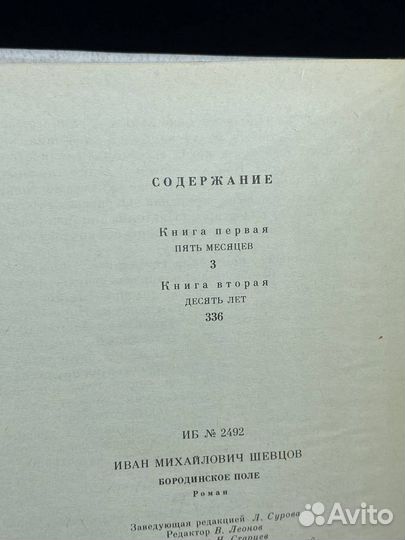 СОДЕРЖАНИЕ
Книга первая
ПЯТЬ МЕСЯЦЕВ
3
Книга вторая
ДЕСЯТЬ ЛЕТ
336
ИБ № 2492
ИВАН МИХАЙЛОВИЧ ШЕВЦОВ
БОРОДИНСКОЕ ПОЛЕ
Роман
Заведующая редакцией Л. Сурова
Редактор В. Леонов
Н. Старцев
Avito